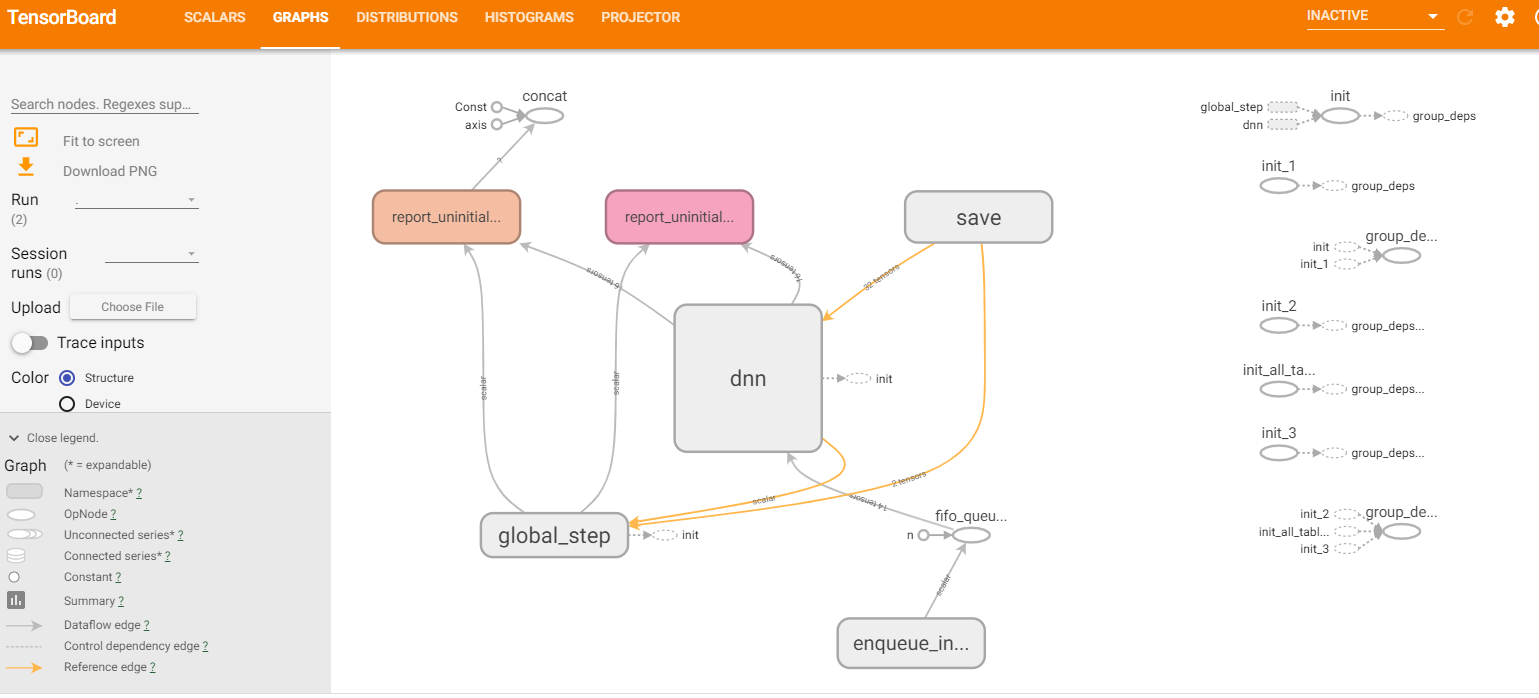 TensorBoard
SCALARS GRAPHS DISTRIBUTIONS HISTOGRAMS PROJECTOR
INACTIVE
Search nodes. Regexes sup...
Fit to screen
Download PNG
Run
(2)
.
Session
runs (0)
Upload Choose File
Trace inputs
Color Structure
Device
Close legend.
Graph (* = expandable)
Namespace* ?
OpNode ?
Unconnected series* ?
Connected series* ?
Constant ?
Summary ?
Dataflow edge ?
Control dependency edge ?
Reference edge ?
concat
Const
axis
?
report_uninitial...
report_uninitial...
save
16 tensors
32 tensors
dnn
init
scalar
scalar
scalar
2 tensors
14 tensors
global_step
init
fifo_queu...
n
scalar
enqueue_in...
init
global_step
dnn
group_deps
init_1
group_deps
group_de...
init
init_1
init_2
group_deps...
init_all_ta...
group_deps...
init_3
group_deps...
group_de...
init_2
init_all_tabl...
init_3